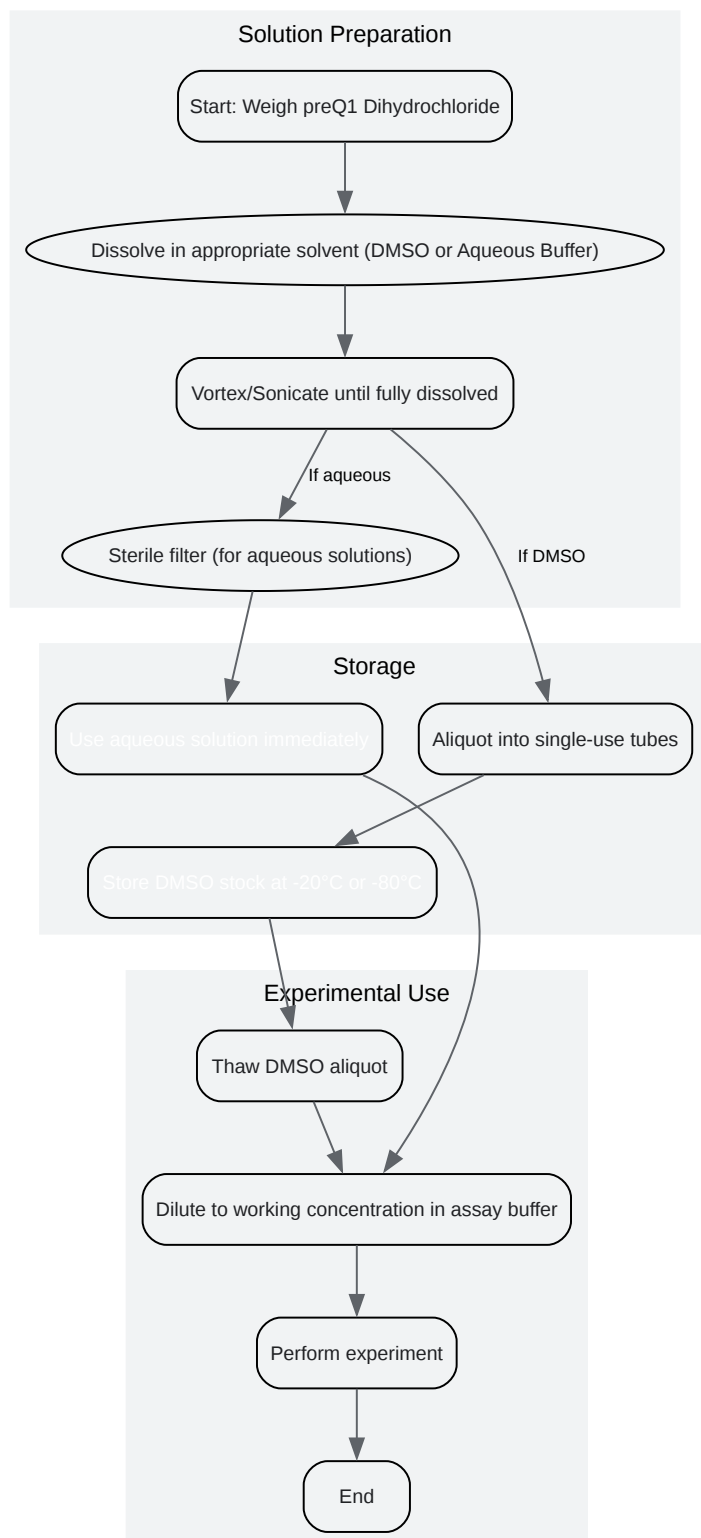 Solution Preparation
Start: Weigh preQ1 Dihydrochloride
Dissolve in appropriate solvent (DMSO or Aqueous Buffer)
Vortex/Sonicate until fully dissolved
If aqueous
Sterile filter (for aqueous solutions)
If DMSO
Storage
Use aqueous solution immediately
Aliquot into single-use tubes
Store DMSO stock at -20°C or -80°C
Experimental Use
Thaw DMSO aliquot
Dilute to working concentration in assay buffer
Perform experiment
End